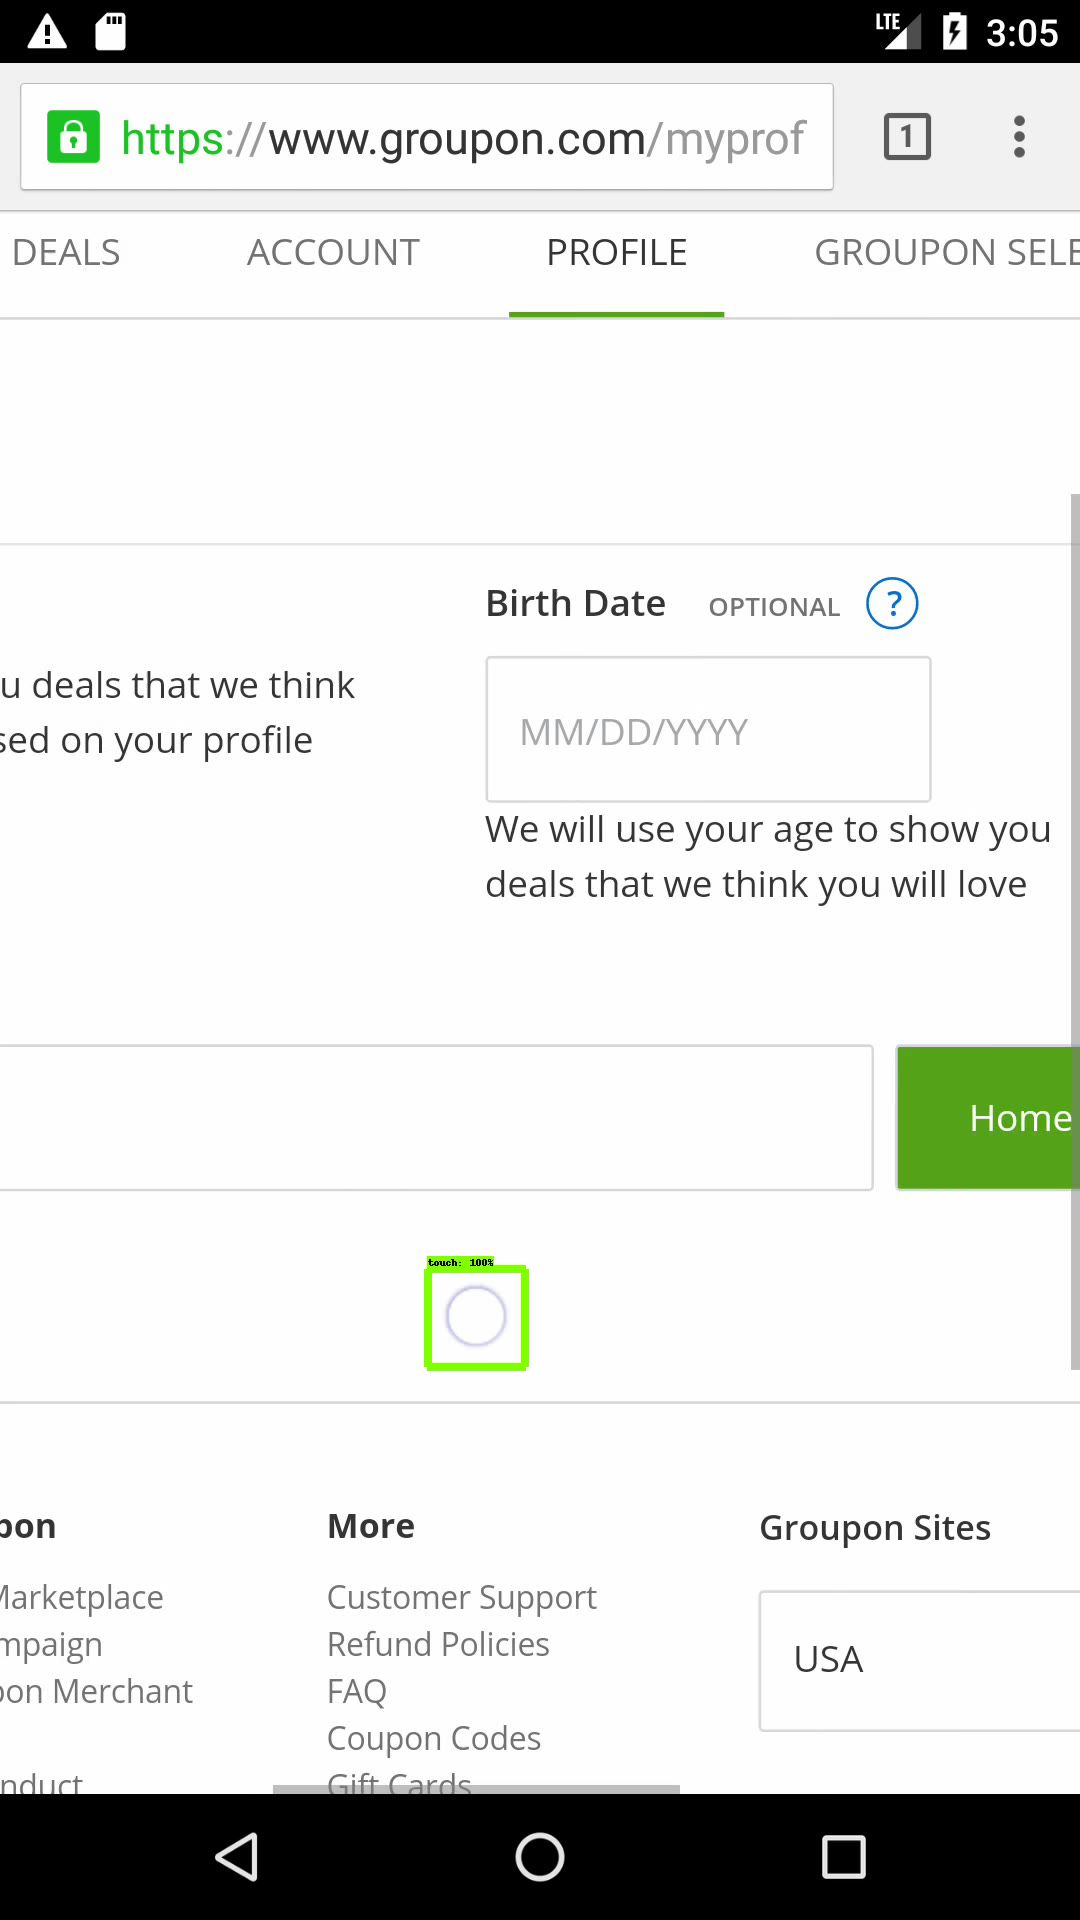 LTE 3:05
https://www.groupon.com/myprof 1
DEALS ACCOUNT PROFILE GROUPON SELE
Birth Date OPTIONAL ?
u deals that we think
sed on your profile
MM/DD/YYYY
We will use your age to show you
deals that we think you will love
Home
touch: 100%
pon More Groupon Sites
Marketplace Customer Support
mpaign Refund Policies
pon Merchant FAQ
USA
Coupon Codes
nduct Gift Cards